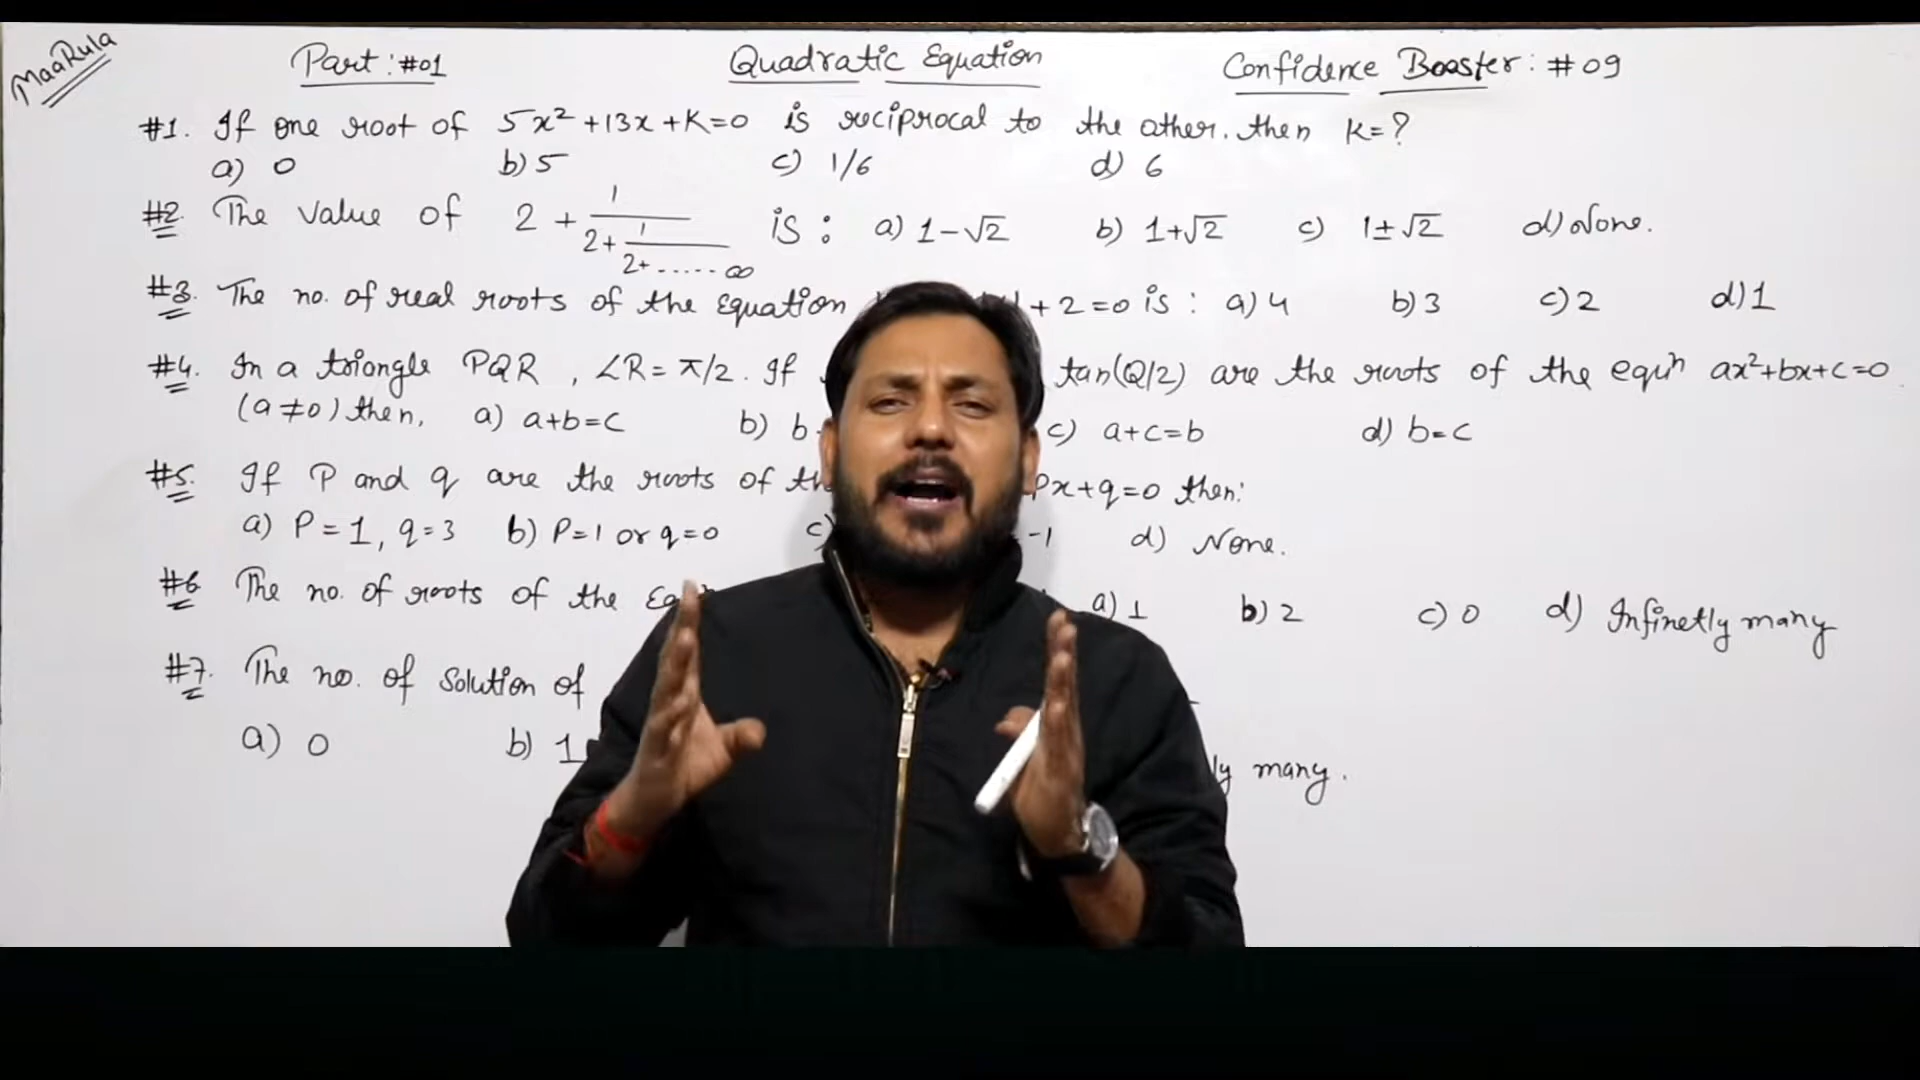 MaaRula
Part: #01 Quadratic Equation Confidence Booster: #09
#1. If one root of 5x²+13x+K=0 is reciprocal to the other. then K=?
a) 0 b) 5 c) 1/6 d) 6
#2. The value of 2 + 1/(2+ 1/(2+ ...... ∞ is : a) 1-√2 b) 1+√2 c) 1±√2 d) None.
#3. The no. of real roots of the Equation + 2 = 0 is : a) 4 b) 3 c) 2 d) 1
#4. In a triangle PQR , ∠R= π/2 . If tan(Q/2) are the roots of the equⁿ ax²+bx+c=0
(a ≠ 0) then, a) a+b=c b) b c) a+c=b d) b=c
#5. If P and q are the roots of Px+q=0 then:
a) P=1, q=3 b) P=1 or q=0 c) -1 d) None.
#6 The no. of roots of the a) 1 b) 2 c) 0 d) Infinetly many
#7. The no. of Solution of
a) 0 b) 1 many.